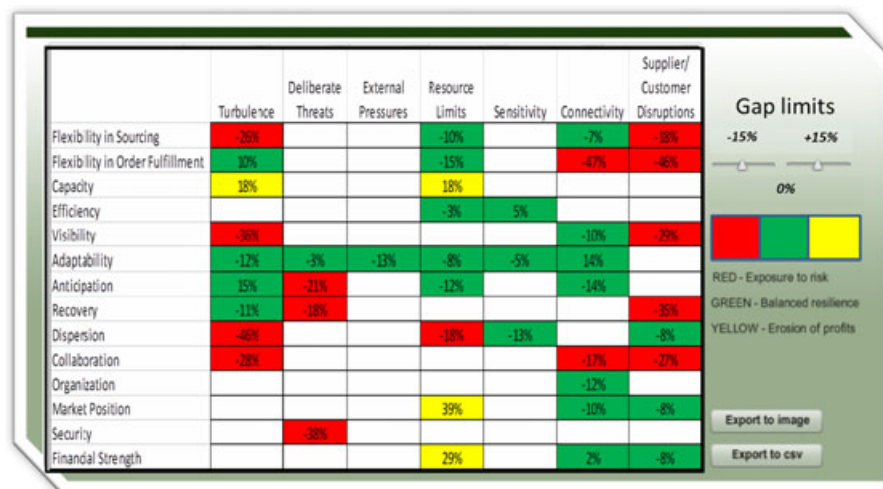 Turbulence Deliberate Threats External Pressures Resource Limits Sensitivity Connectivity Supplier/ Customer Disruptions
Flexibility in Sourcing -26% -10% -7% -18%
Flexibility in Order Fulfillment 10% -15% -47% -46%
Capacity 18% 18%
Efficiency -3% 5%
Visibility -36% -10% -29%
Adaptability -12% -3% -13% -8% -5% 14%
Anticipation 15% -21% -12% -14%
Recovery -11% -18% -35%
Dispersion -46% -18% -13% -8%
Collaboration -28% -17% -27%
Organization -12%
Market Position 39% -10% -8%
Security -38%
Financial Strength 29% 2% -8%
Gap limits
-15% +15%
0%
RED - Exposure to risk
GREEN - Balanced resilience
YELLOW - Erosion of profits
Export to image
Export to csv